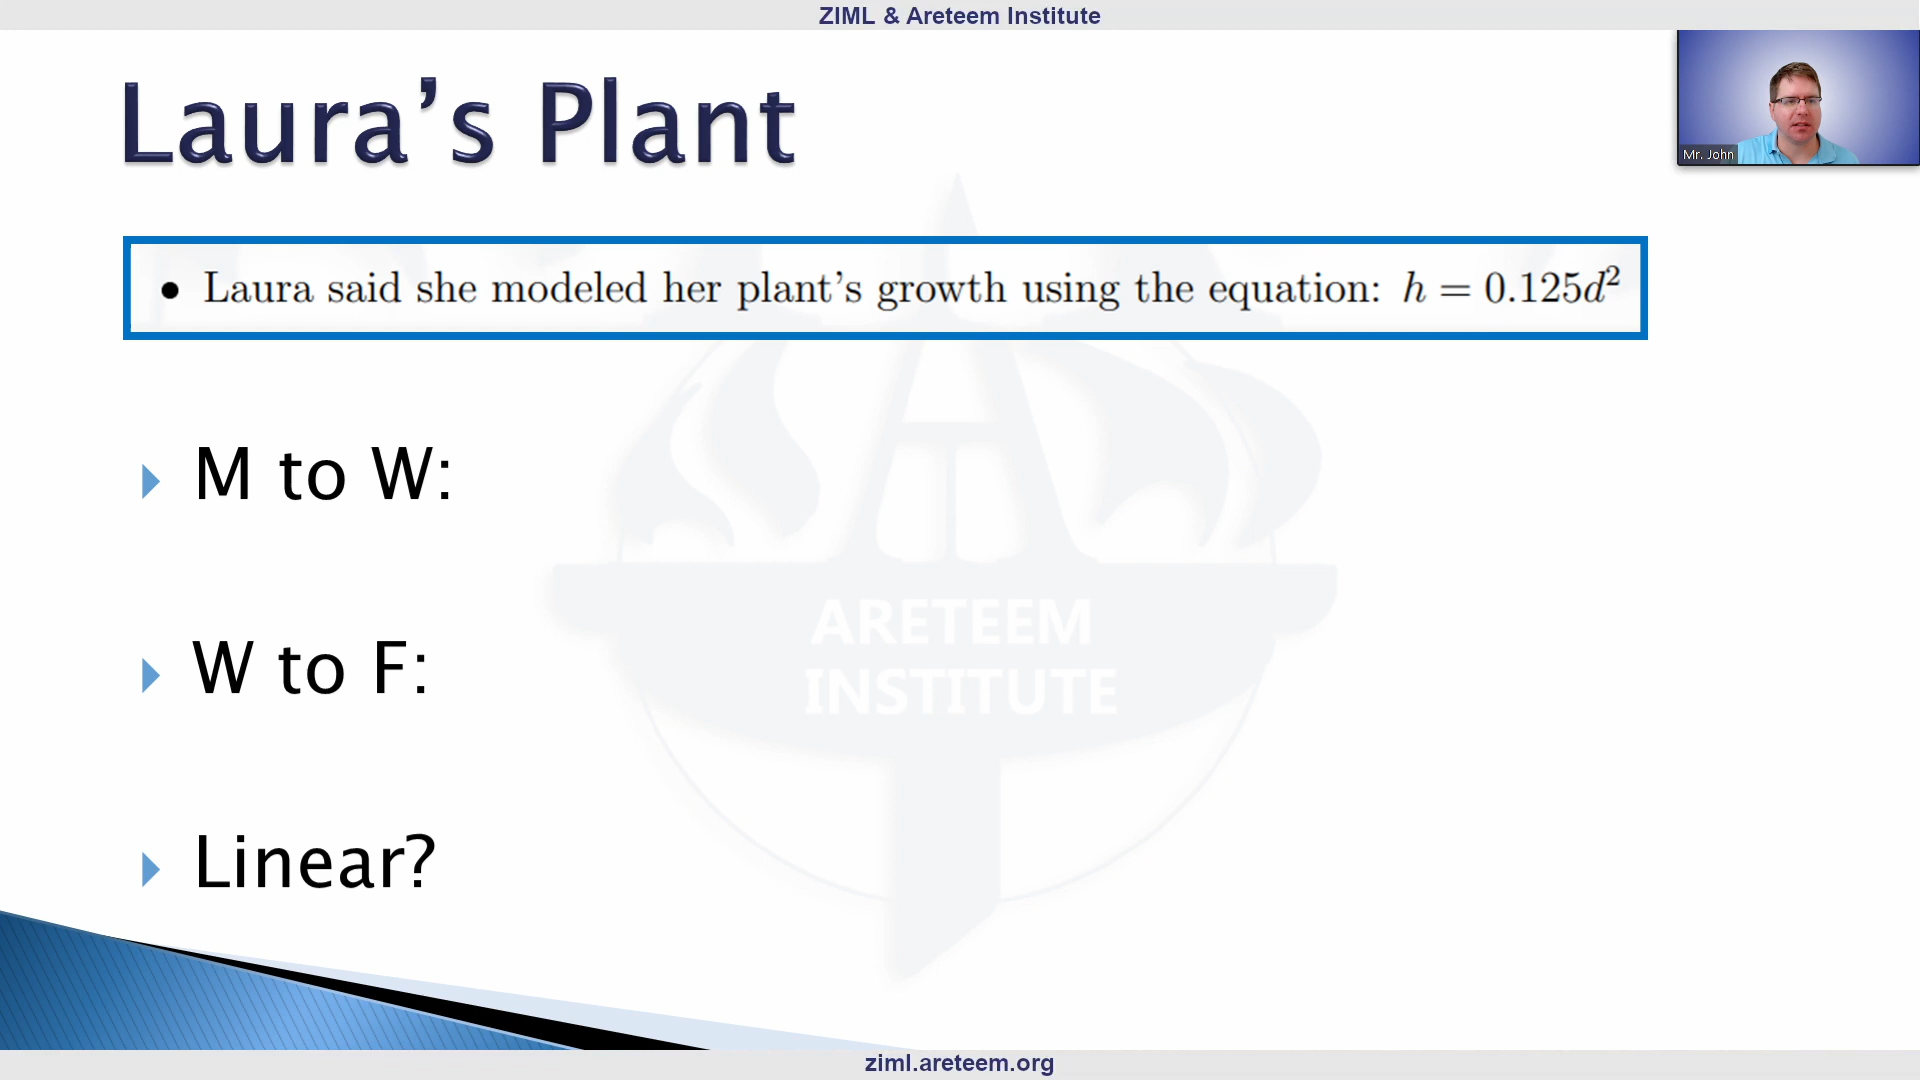 ZIML & Areteem Institute
Laura’s Plant
Mr. John
• Laura said she modeled her plant’s growth using the equation: h = 0.125d²
M to W:
W to F:
Linear?
ARETEEM
INSTITUTE
ziml.areteem.org